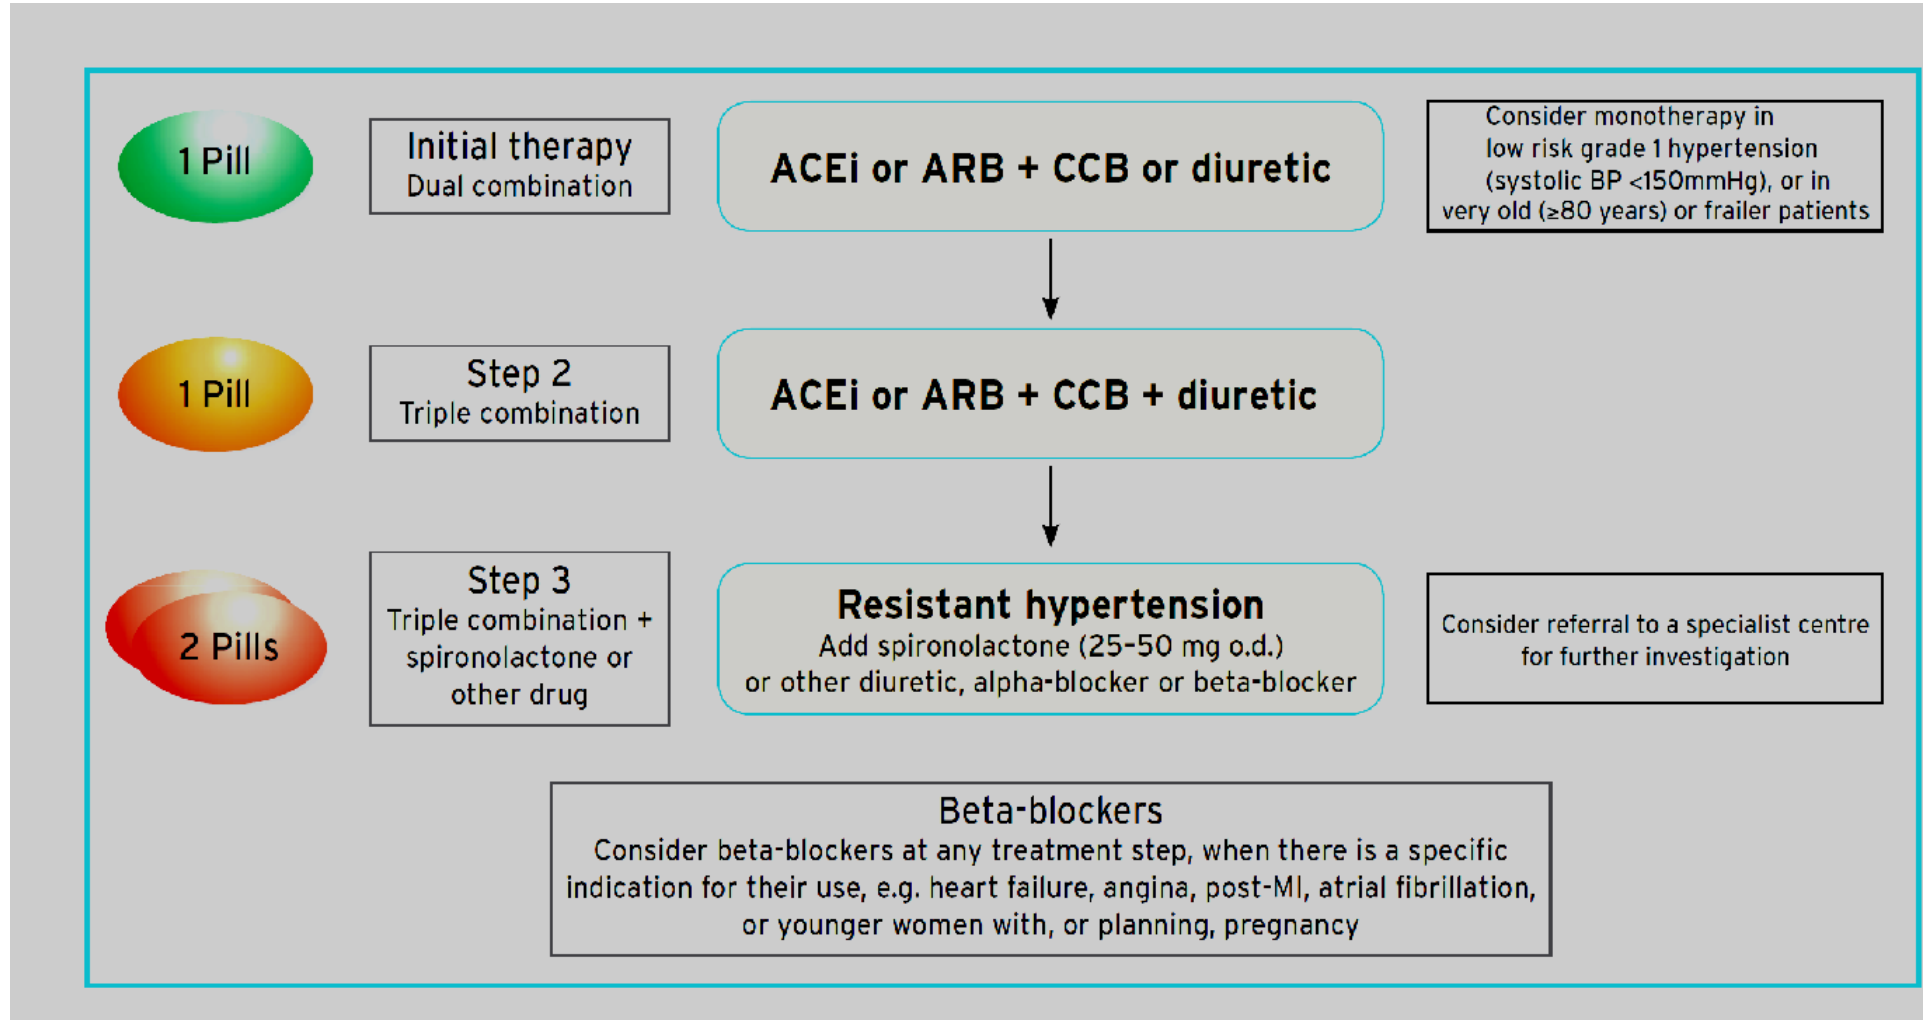 1 Pill
Initial therapy
Dual combination
ACEi or ARB + CCB or diuretic
Consider monotherapy in
low risk grade 1 hypertension
(systolic BP <150mmHg), or in
very old (≥80 years) or frailer patients
1 Pill
Step 2
Triple combination
ACEi or ARB + CCB + diuretic
2 Pills
Step 3
Triple combination +
spironolactone or
other drug
Resistant hypertension
Add spironolactone (25-50 mg o.d.)
or other diuretic, alpha-blocker or beta-blocker
Consider referral to a specialist centre
for further investigation
Beta-blockers
Consider beta-blockers at any treatment step, when there is a specific
indication for their use, e.g. heart failure, angina, post-MI, atrial fibrillation,
or younger women with, or planning, pregnancy